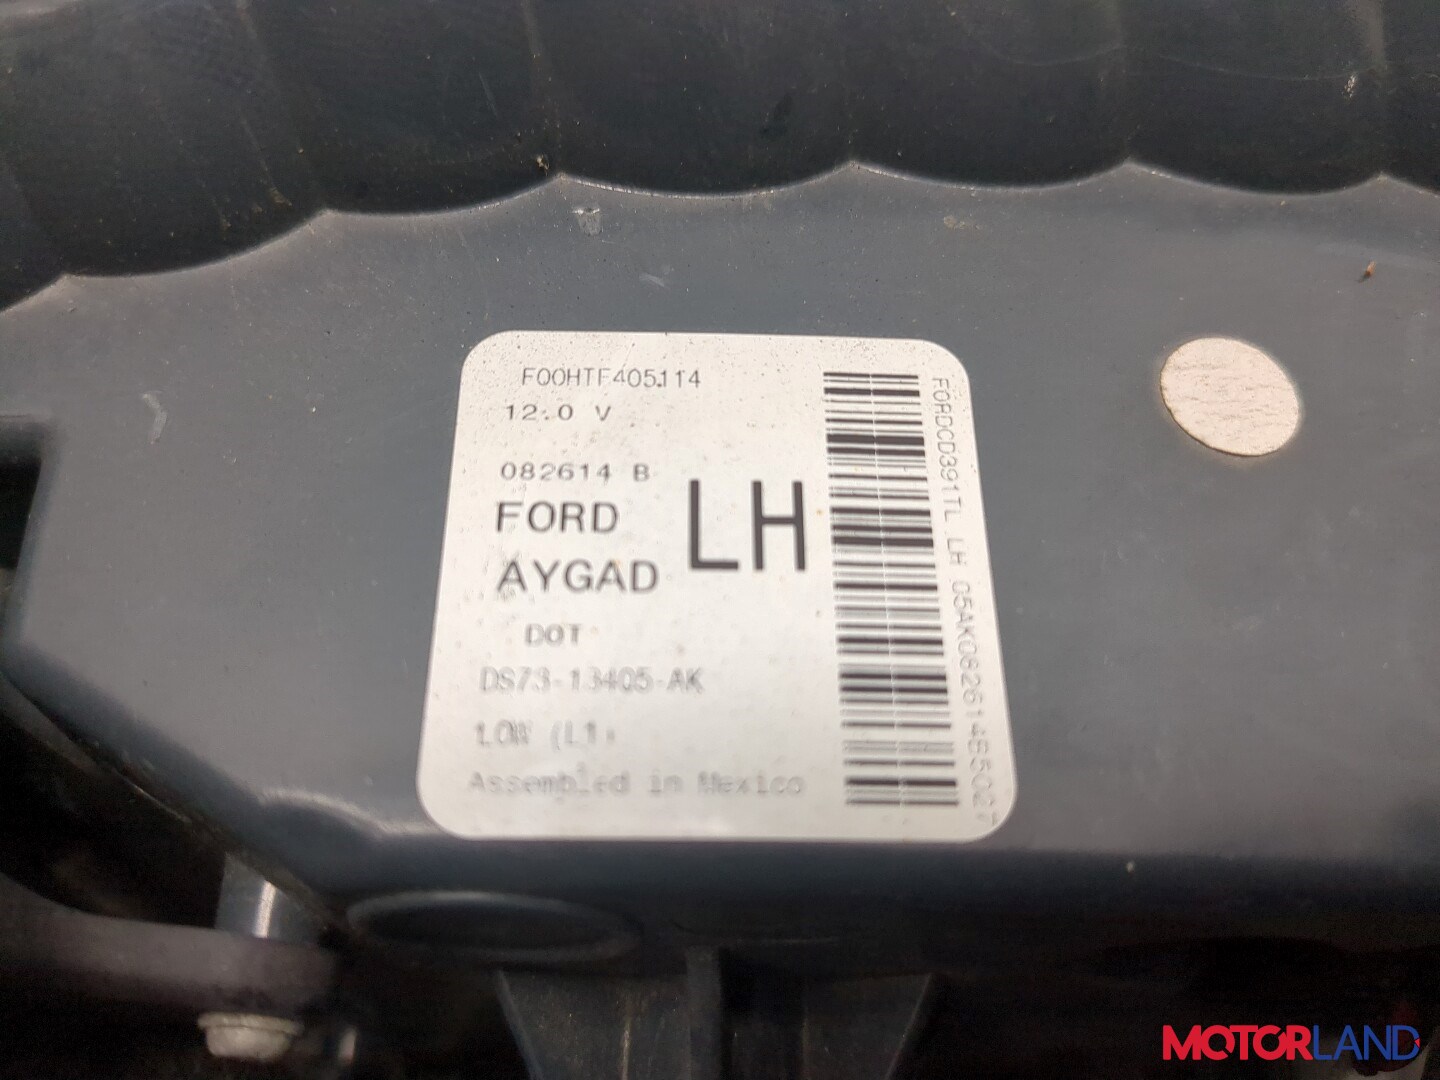 F00HTF405114
12.0 V
082614 B
FORD
LH
AYGAD
DOT
DS73-13405-AK
LOW (L1)
Assembled in Mexico
FORDCD391TL LH 05AK082614B5027
MOTORLAND